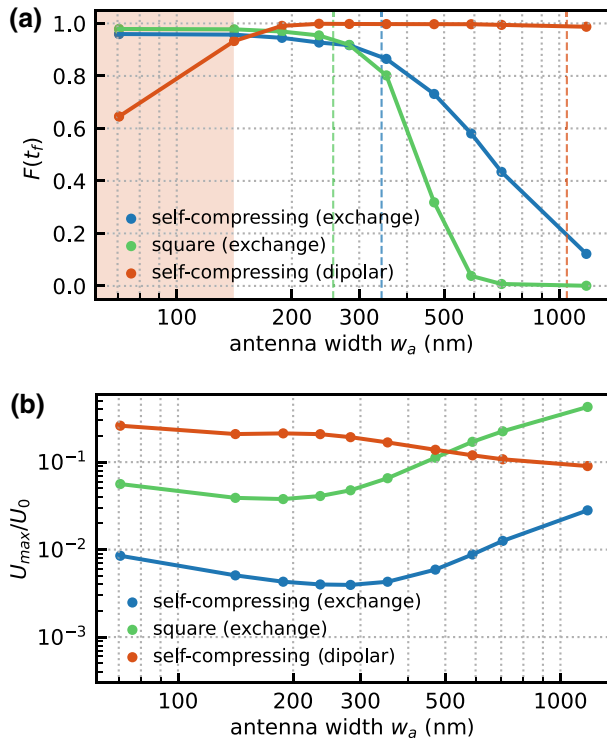 (a)
1.0
0.8
0.6
0.4
0.2
0.0
F(t_f)
self-compressing (exchange)
square (exchange)
self-compressing (dipolar)
100 200 300 500 1000
antenna width w_a (nm)
(b)
10⁻¹
10⁻²
10⁻³
U_max/U_0
self-compressing (exchange)
square (exchange)
self-compressing (dipolar)
100 200 300 500 1000
antenna width w_a (nm)